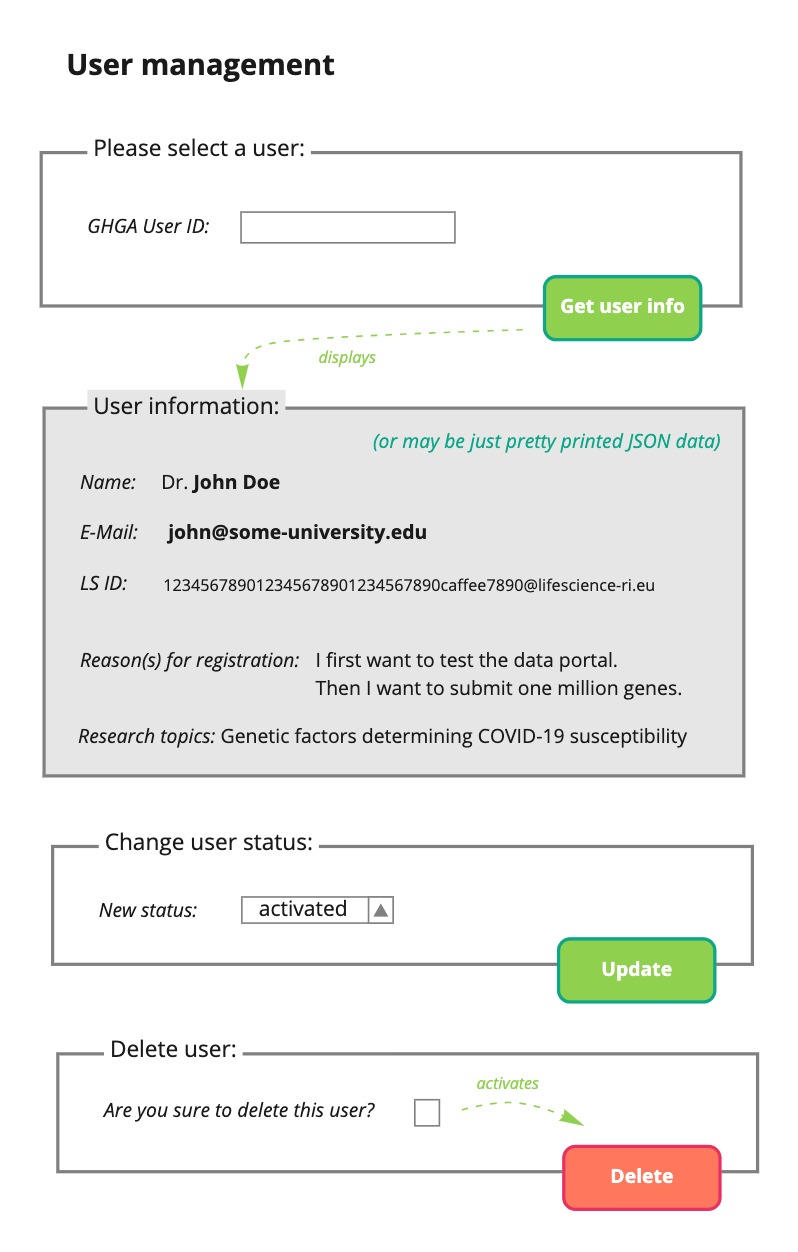 User management
Please select a user:
GHGA User ID:
Get user info
displays
User information:
(or may be just pretty printed JSON data)
Name: Dr. John Doe
E-Mail: john@some-university.edu
LS ID: 123456789012345678901234567890caffee7890@lifescience-ri.eu
Reason(s) for registration: I first want to test the data portal.
Then I want to submit one million genes.
Research topics: Genetic factors determining COVID-19 susceptibility
Change user status:
New status: activated
Update
Delete user:
activates
Are you sure to delete this user?
Delete